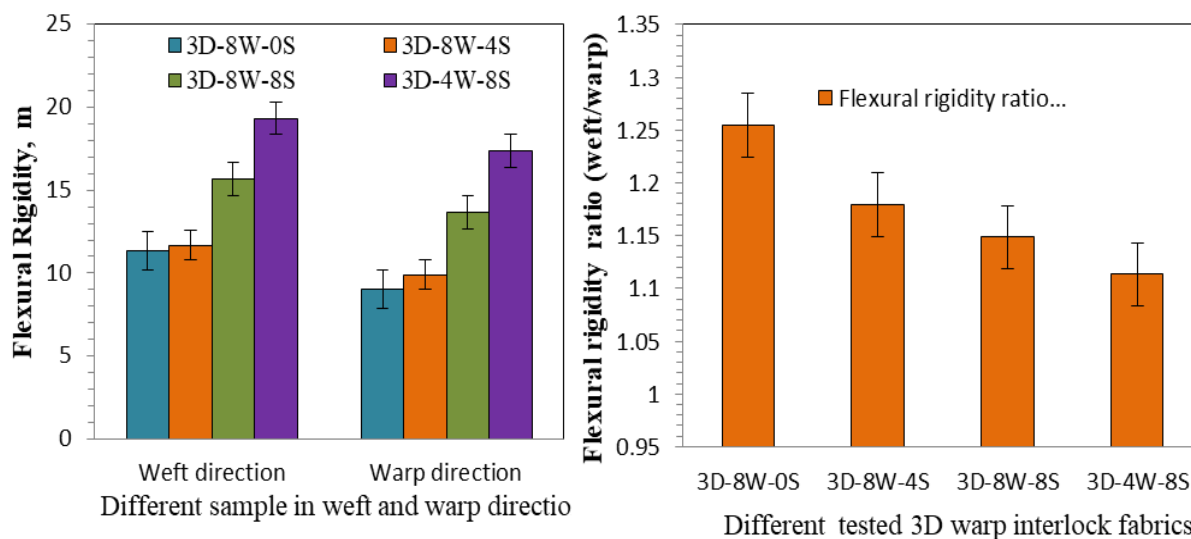 25
20
15
10
5
0
Flexural Rigidity, m
3D-8W-0S
3D-8W-4S
3D-8W-8S
3D-4W-8S
Weft direction
Warp direction
Different sample in weft and warp directio
1.35
1.3
1.25
1.2
1.15
1.1
1.05
1
0.95
Flexural rigidity ratio (weft/warp)
Flexural rigidity ratio...
3D-8W-0S
3D-8W-4S
3D-8W-8S
3D-4W-8S
Different tested 3D warp interlock fabrics